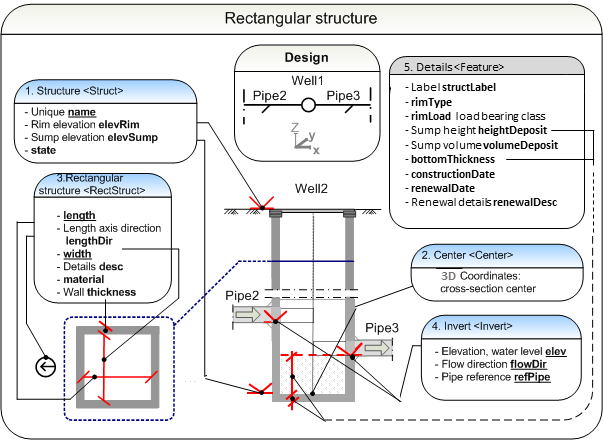 Rectangular structure
1. Structure <Struct>
- Unique name
- Rim elevation elevRim
- Sump elevation elevSump
- state
3.Rectangular
structure <RectStruct>
- length
- Length axis direction
lengthDir
- width
- Details desc
- material
- Wall thickness
Design
Well1
Pipe2
Pipe3
Z
y
x
Well2
Pipe2
Pipe3
5. Details<Feature>
- Label structLabel
- rimType
- rimLoad load bearing class
- Sump height heightDeposit
- Sump volume volumeDeposit
- bottomThickness
- constructionDate
- renewalDate
- Renewal details renewalDesc
2. Center <Center>
3D Coordinates:
cross-section center
4. Invert <Invert>
- Elevation, water level elev
- Flow direction flowDir
- Pipe reference refPipe